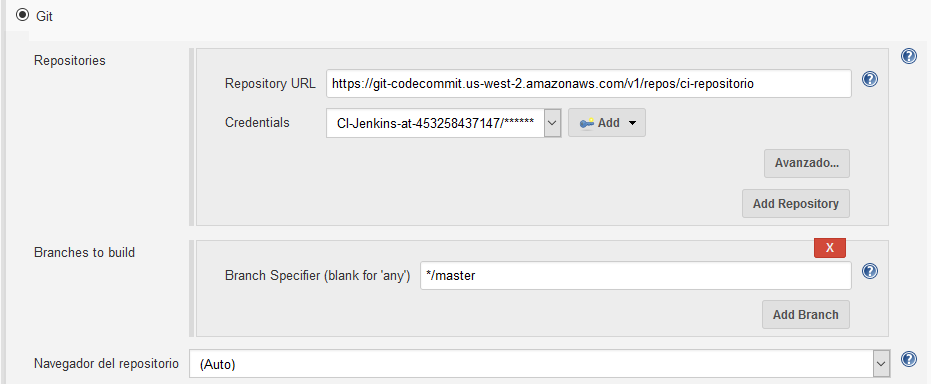 Git
Repositories
Repository URL https://git-codecommit.us-west-2.amazonaws.com/v1/repos/ci-repositorio
Credentials CI-Jenkins-at-453258437147/****** Add
Avanzado...
Add Repository
Branches to build
X
Branch Specifier (blank for 'any') */master
Add Branch
Navegador del repositorio (Auto)